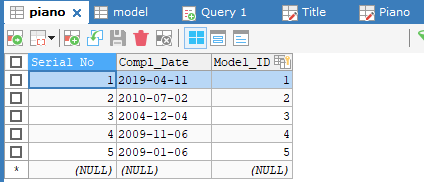 piano model Query 1 Title Piano
Serial No Compl_Date Model_ID
1 2019-04-11 1
2 2010-07-02 2
3 2004-12-04 3
4 2009-11-06 4
5 2009-01-06 5
* (NULL) (NULL) (NULL)